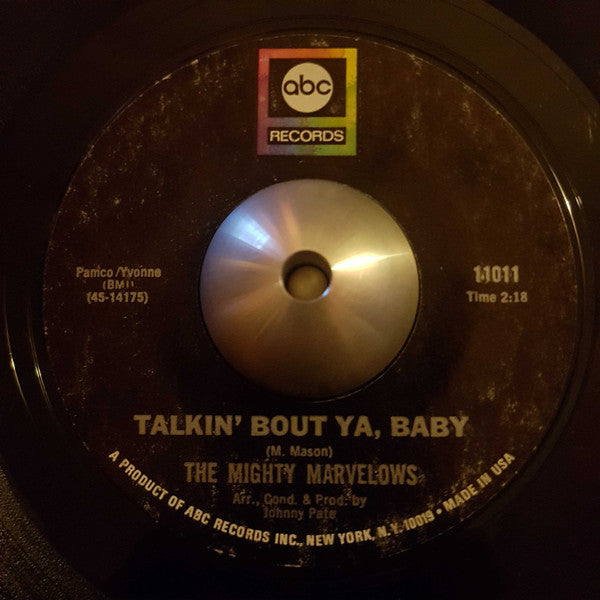 abc
RECORDS
Pamco/Yvonne
(BMI)
(45-14175)
11011
Time 2:18
TALKIN' BOUT YA, BABY
(M. Mason)
THE MIGHTY MARVELOWS
Arr., Cond. & Prod. by
Johnny Pate
A PRODUCT OF ABC RECORDS INC., NEW YORK, N.Y. 10019 • MADE IN USA